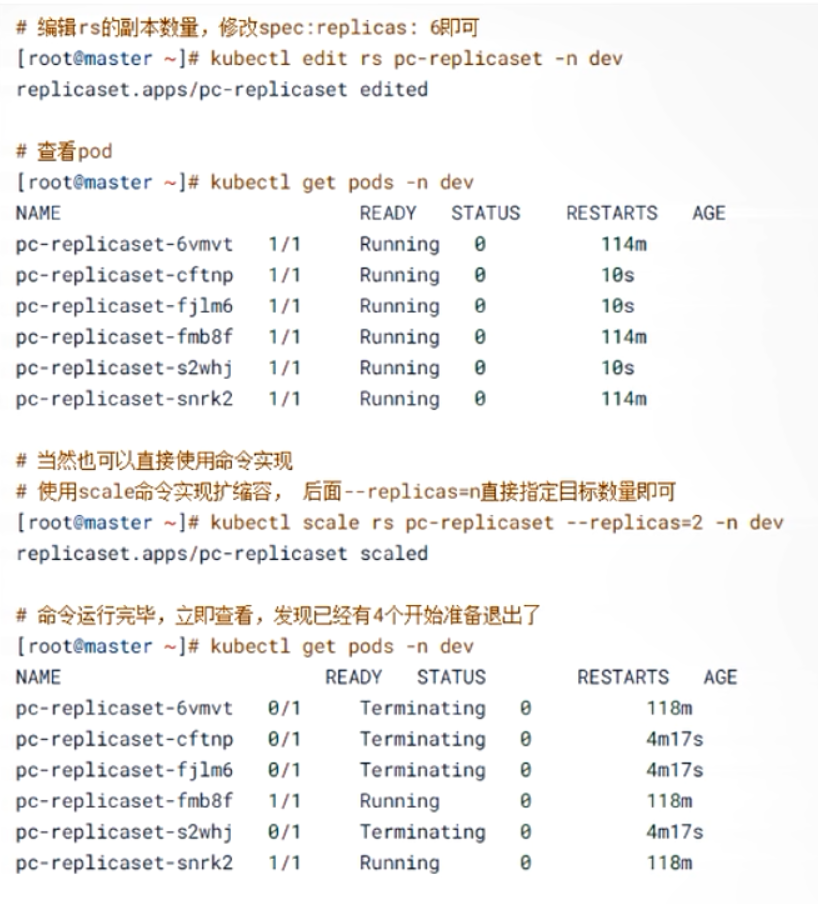 # 编辑rs的副本数量，修改spec:replicas: 6即可
[root@master ~]# kubectl edit rs pc-replicaset -n dev
replicaset.apps/pc-replicaset edited
# 查看pod
[root@master ~]# kubectl get pods -n dev
NAME READY STATUS RESTARTS AGE
pc-replicaset-6vmvt 1/1 Running 0 114m
pc-replicaset-cftnp 1/1 Running 0 10s
pc-replicaset-fjlm6 1/1 Running 0 10s
pc-replicaset-fmb8f 1/1 Running 0 114m
pc-replicaset-s2whj 1/1 Running 0 10s
pc-replicaset-snrk2 1/1 Running 0 114m
# 当然也可以直接使用命令实现
# 使用scale命令实现扩缩容， 后面--replicas=n直接指定目标数量即可
[root@master ~]# kubectl scale rs pc-replicaset --replicas=2 -n dev
replicaset.apps/pc-replicaset scaled
# 命令运行完毕，立即查看，发现已经有4个开始准备退出了
[root@master ~]# kubectl get pods -n dev
NAME READY STATUS RESTARTS AGE
pc-replicaset-6vmvt 0/1 Terminating 0 118m
pc-replicaset-cftnp 0/1 Terminating 0 4m17s
pc-replicaset-fjlm6 0/1 Terminating 0 4m17s
pc-replicaset-fmb8f 1/1 Running 0 118m
pc-replicaset-s2whj 0/1 Terminating 0 4m17s
pc-replicaset-snrk2 1/1 Running 0 118m